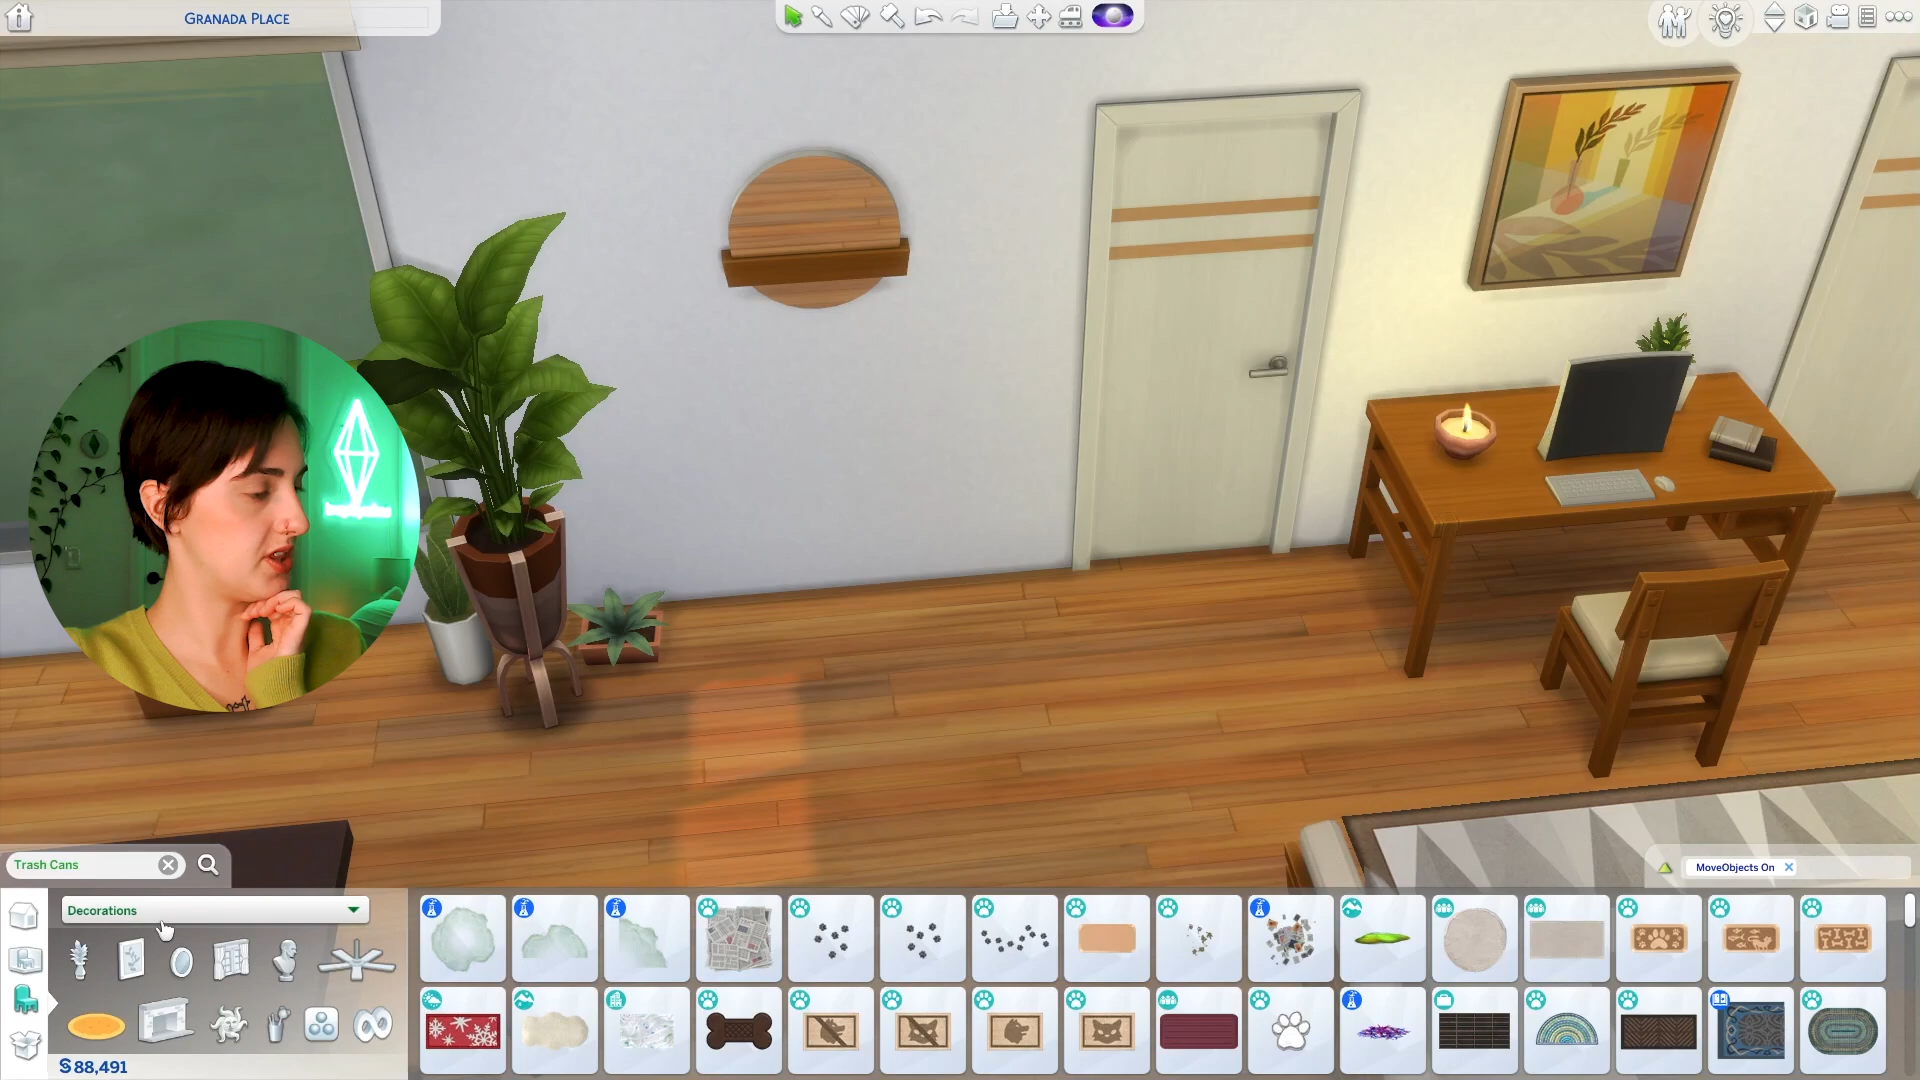 GRANADA PLACE
Trash Cans
MoveObjects On
Decorations
§88,491